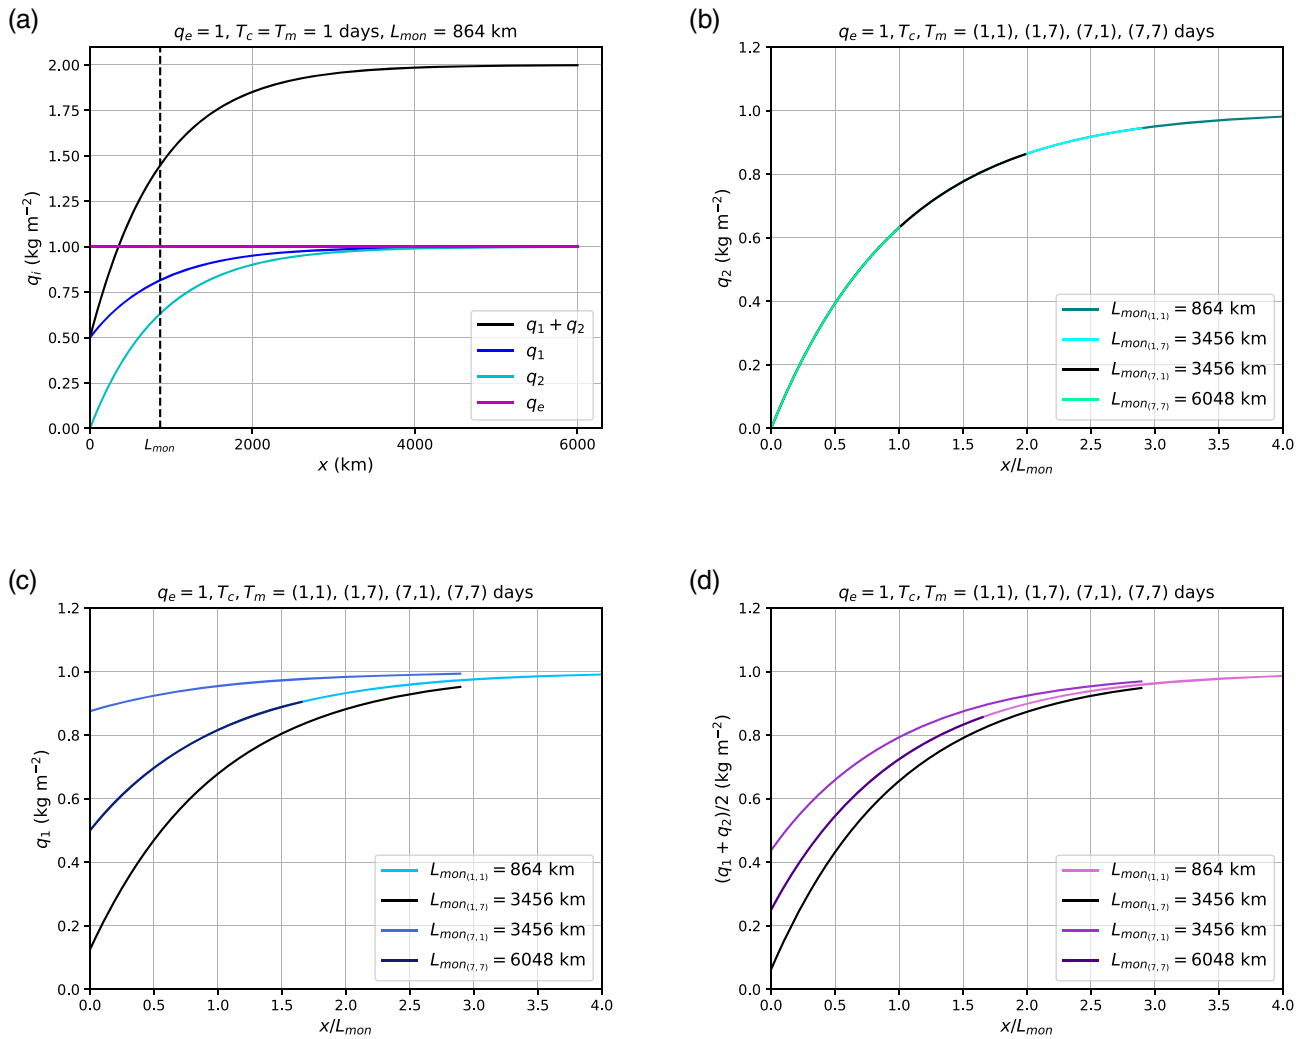 (a)
q_e = 1, T_c = T_m = 1 days, L_mon = 864 km
2.00
1.75
1.50
1.25
1.00
0.75
0.50
0.25
0.00
q_i (kg m⁻²)
q_1 + q_2
q_1
q_2
q_e
0 L_mon 2000 4000 6000
x (km)
(b)
q_e = 1, T_c, T_m = (1,1), (1,7), (7,1), (7,7) days
1.2
1.0
0.8
0.6
0.4
0.2
0.0
q_2 (kg m⁻²)
L_mon(1,1) = 864 km
L_mon(1,7) = 3456 km
L_mon(7,1) = 3456 km
L_mon(7,7) = 6048 km
0.0 0.5 1.0 1.5 2.0 2.5 3.0 3.5 4.0
x/L_mon
(c)
q_e = 1, T_c, T_m = (1,1), (1,7), (7,1), (7,7) days
1.2
1.0
0.8
0.6
0.4
0.2
0.0
q_1 (kg m⁻²)
L_mon(1,1) = 864 km
L_mon(1,7) = 3456 km
L_mon(7,1) = 3456 km
L_mon(7,7) = 6048 km
0.0 0.5 1.0 1.5 2.0 2.5 3.0 3.5 4.0
x/L_mon
(d)
q_e = 1, T_c, T_m = (1,1), (1,7), (7,1), (7,7) days
1.2
1.0
0.8
0.6
0.4
0.2
0.0
(q_1 + q_2)/2 (kg m⁻²)
L_mon(1,1) = 864 km
L_mon(1,7) = 3456 km
L_mon(7,1) = 3456 km
L_mon(7,7) = 6048 km
0.0 0.5 1.0 1.5 2.0 2.5 3.0 3.5 4.0
x/L_mon